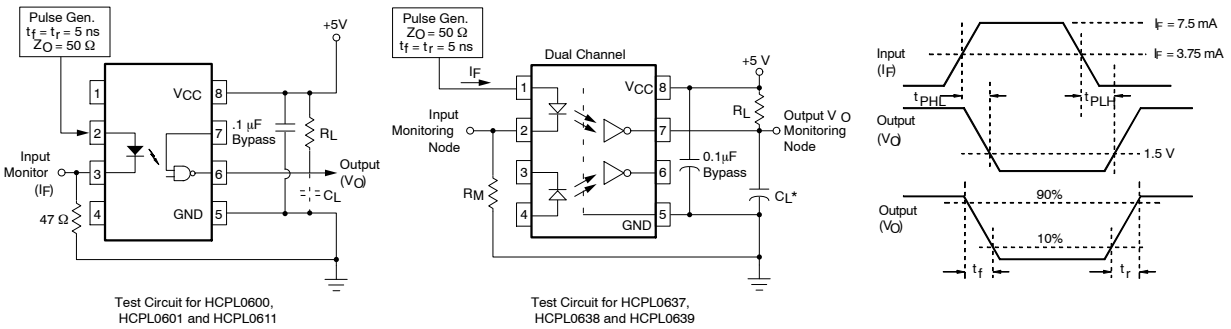 Pulse Gen.
tf = tr = 5 ns
ZO = 50 Ω
+5V
1
VCC
8
2
7
.1 μF
Bypass
RL
Input
Monitor
(IF)
3
6
Output
(VO)
CL
47 Ω
4
GND
5
Test Circuit for HCPL0600,
HCPL0601 and HCPL0611
Pulse Gen.
ZO = 50 Ω
tf = tr = 5 ns
Dual Channel
IF
+5 V
1
VCC
8
RL
Input
Monitoring
Node
2
7
Output VO
Monitoring
Node
3
6
0.1μF
Bypass
RM
CL*
4
GND
5
Test Circuit for HCPL0637,
HCPL0638 and HCPL0639
IF = 7.5 mA
Input
(IF)
IF = 3.75 mA
tPHL
tPLH
Output
(VO)
1.5 V
90%
Output
(VO)
10%
tf
tr